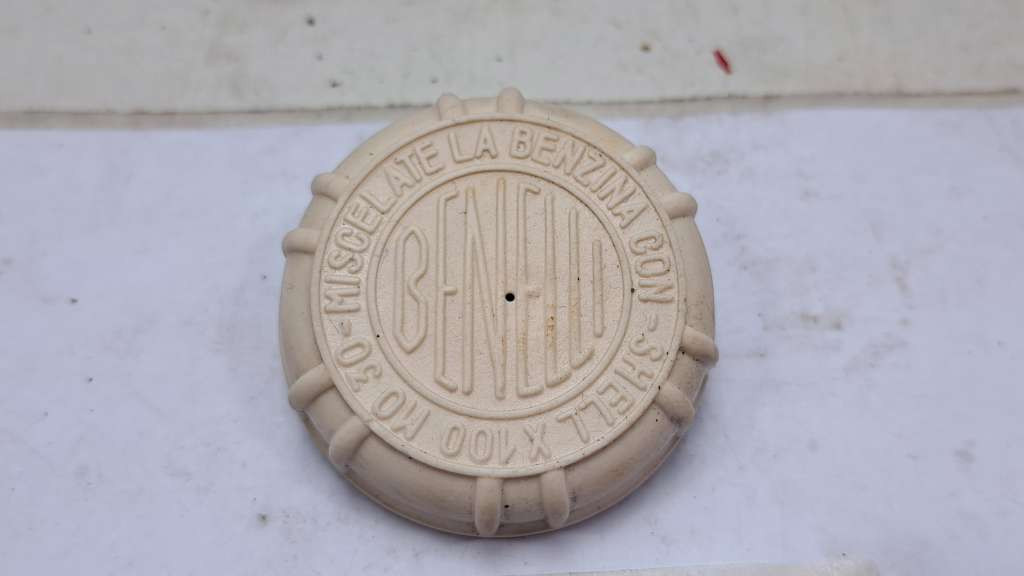 MISCELATE LA BENZINA CON - SHELL X 100 MO 30 -
BENELLI